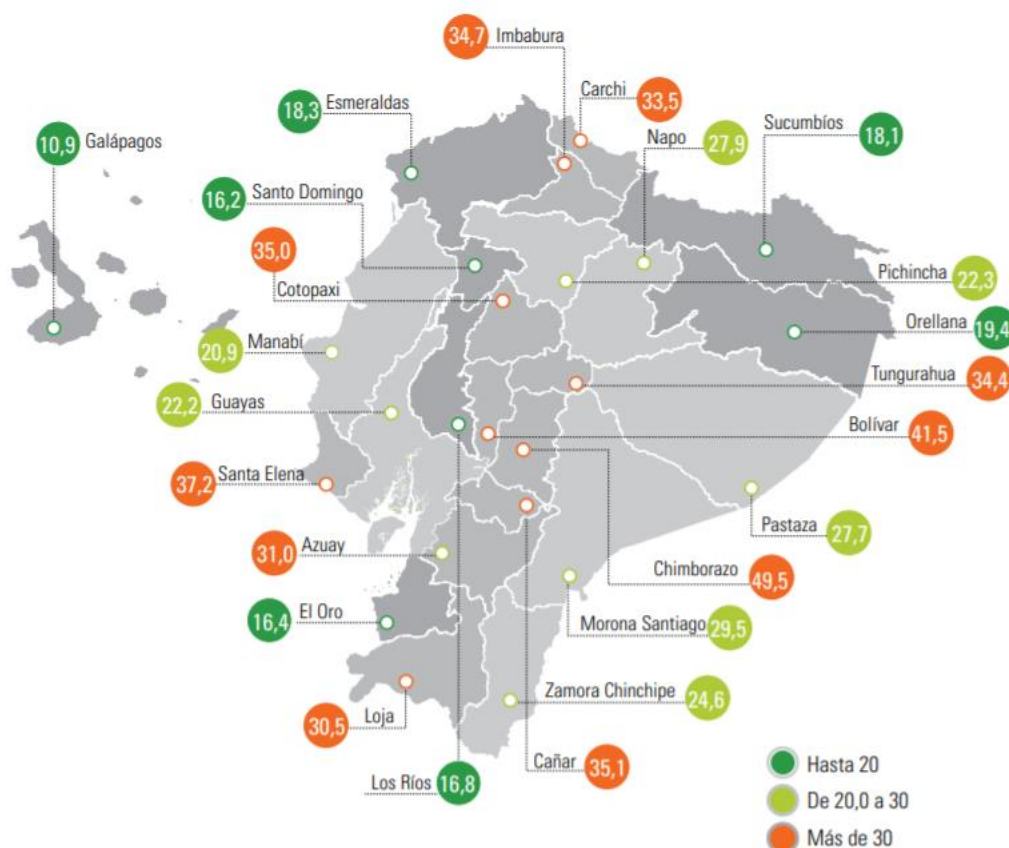 34,7 Imbabura
Carchi 33,5
18,3 Esmeraldas
Napo 27,9
Sucumbíos 18,1
10,9 Galápagos
16,2 Santo Domingo
35,0
Cotopaxi
Pichincha 22,3
Orellana 19,4
20,9 Manabí
Tungurahua 34,4
22,2 Guayas
Bolívar 41,5
37,2 Santa Elena
Pastaza 27,7
31,0 Azuay
Chimborazo 49,5
16,4 El Oro
Morona Santiago 29,5
Zamora Chinchipe 24,6
30,5 Loja
Cañar 35,1
Los Ríos 16,8
Hasta 20
De 20,0 a 30
Más de 30